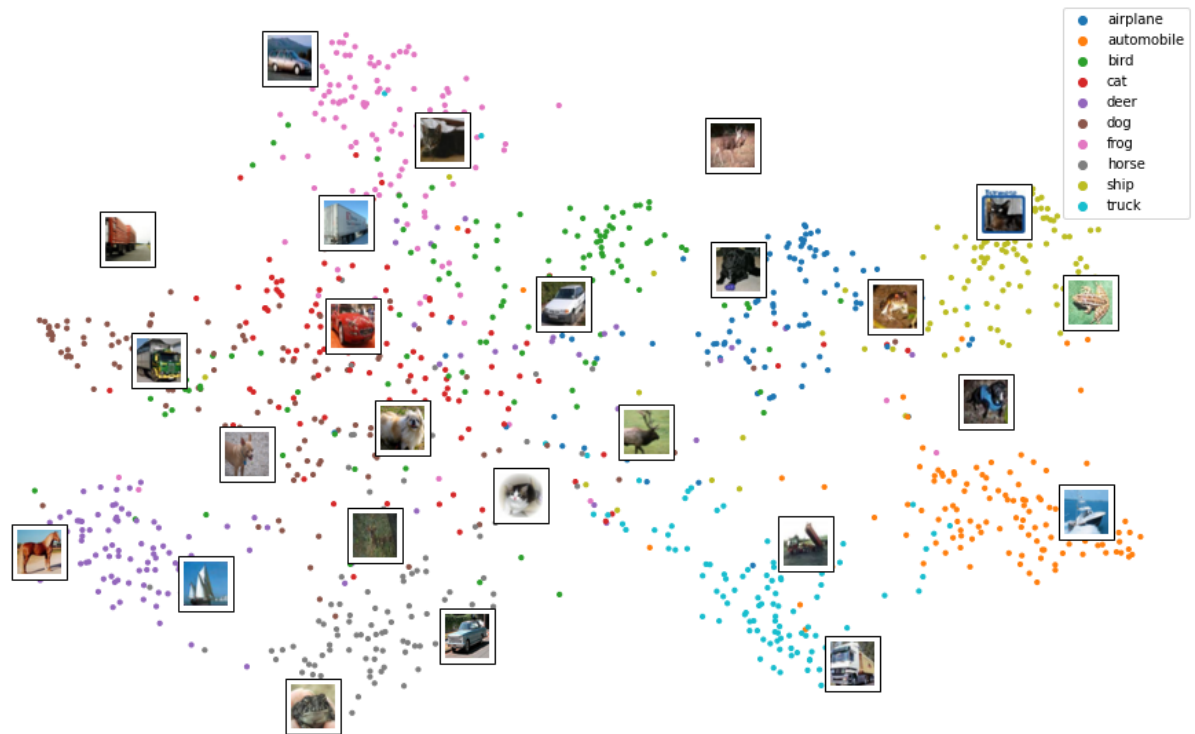 airplane
automobile
bird
cat
deer
dog
frog
horse
ship
truck